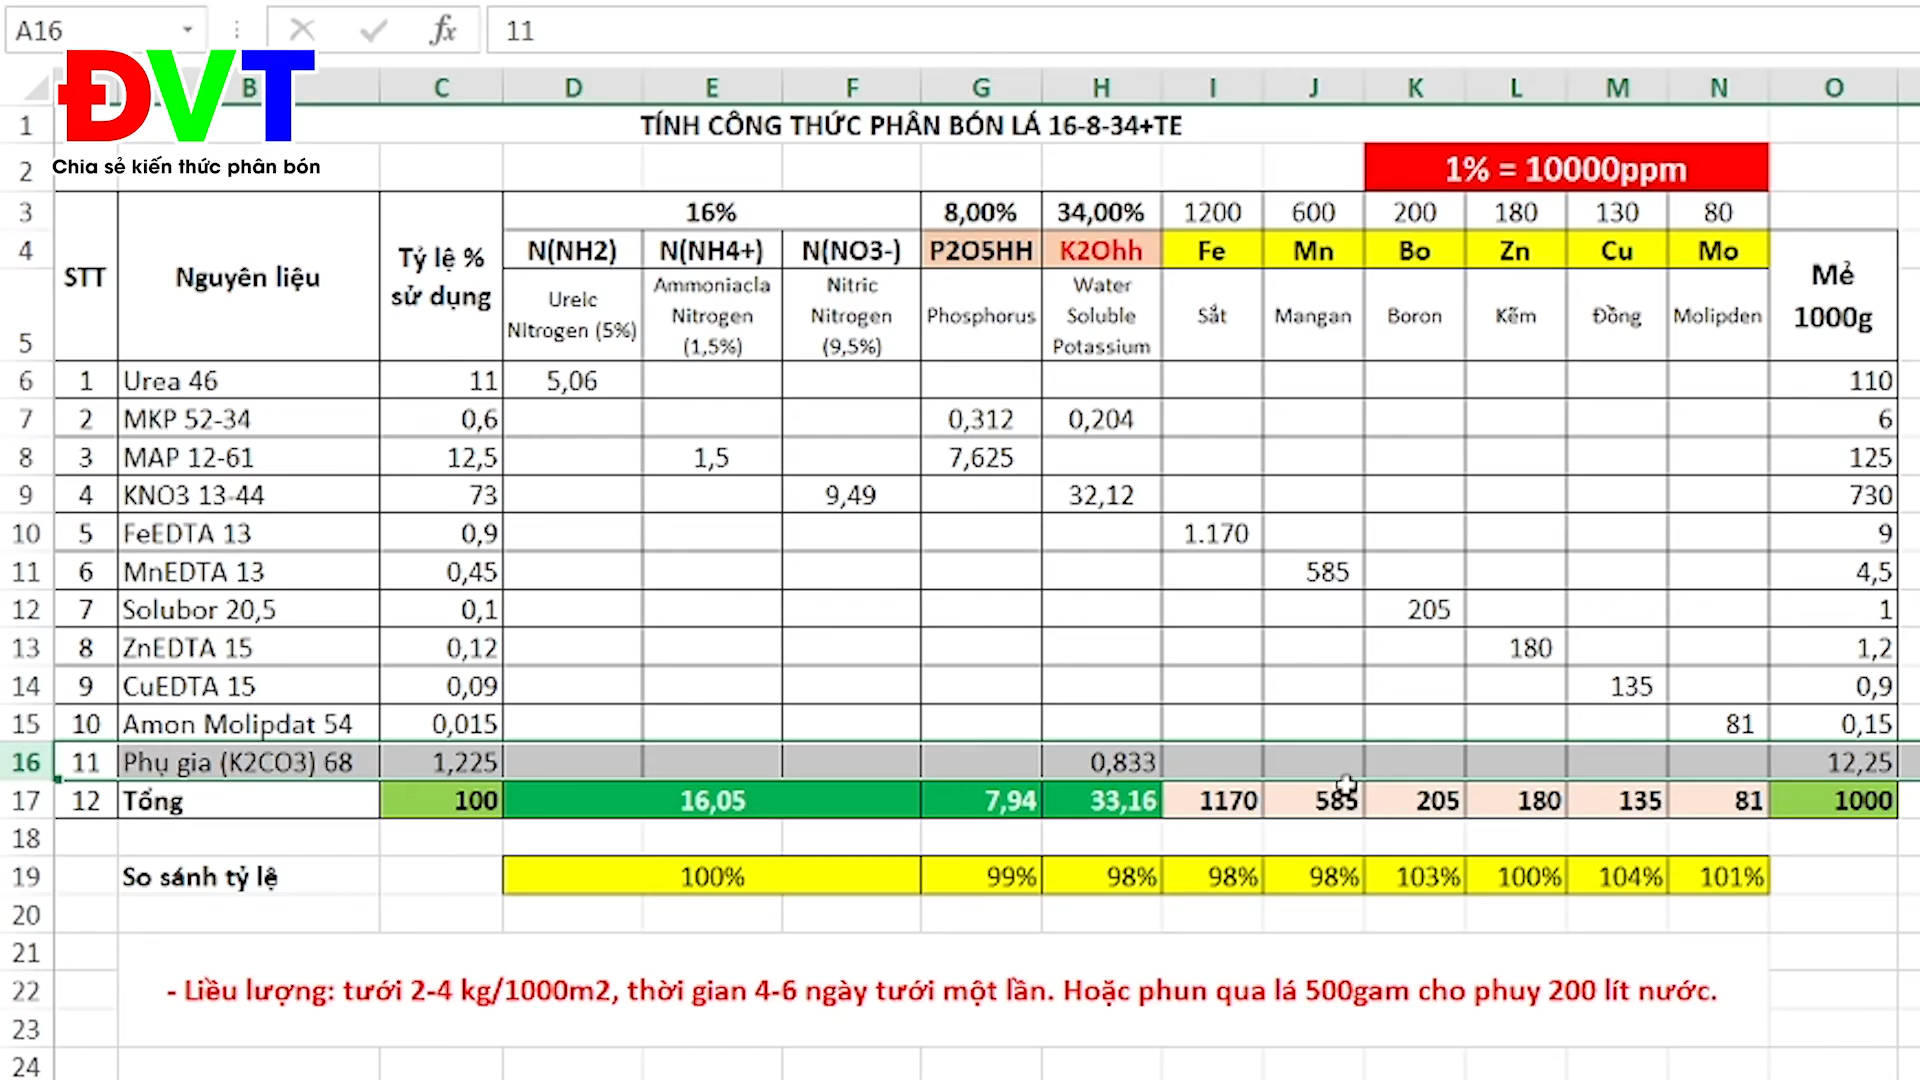 A16 fx 11
ĐVT
Chia sẻ kiến thức phân bón
B C D E F G H I J K L M N O
1 TÍNH CÔNG THỨC PHÂN BÓN LÁ 16-8-34+TE
2 1% = 10000ppm
3 16% 8,00% 34,00% 1200 600 200 180 130 80
4 STT Nguyên liệu Tỷ lệ % sử dụng N(NH2) N(NH4+) N(NO3-) P2O5HH K2Ohh Fe Mn Bo Zn Cu Mo Mẻ 1000g
5 Ureic Nitrogen (5%) Ammoniacla Nitrogen (1,5%) Nitric Nitrogen (9,5%) Phosphorus Water Soluble Potassium Sắt Mangan Boron Kẽm Đồng Molipden
6 1 Urea 46 11 5,06 110
7 2 MKP 52-34 0,6 0,312 0,204 6
8 3 MAP 12-61 12,5 1,5 7,625 125
9 4 KNO3 13-44 73 9,49 32,12 730
10 5 FeEDTA 13 0,9 1.170 9
11 6 MnEDTA 13 0,45 585 4,5
12 7 Solubor 20,5 0,1 205 1
13 8 ZnEDTA 15 0,12 180 1,2
14 9 CuEDTA 15 0,09 135 0,9
15 10 Amon Molipdat 54 0,015 81 0,15
16 11 Phụ gia (K2CO3) 68 1,225 0,833 12,25
17 12 Tổng 100 16,05 7,94 33,16 1170 585 205 180 135 81 1000
18
19 So sánh tỷ lệ 100% 99% 98% 98% 98% 103% 100% 104% 101%
20
21
22 - Liều lượng: tưới 2-4 kg/1000m2, thời gian 4-6 ngày tưới một lần. Hoặc phun qua lá 500gam cho phuy 200 lít nước.
23
24